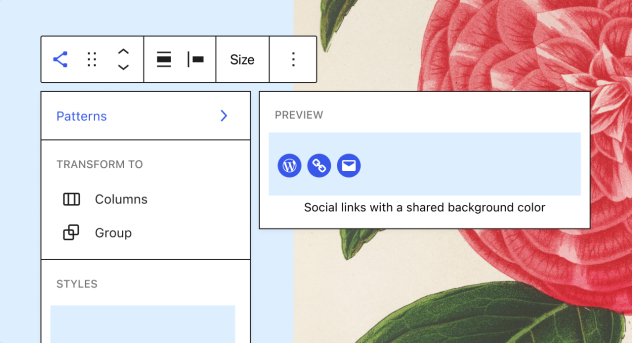 Size
Patterns
PREVIEW
TRANSFORM TO
Columns
Social links with a shared background color
Group
STYLES